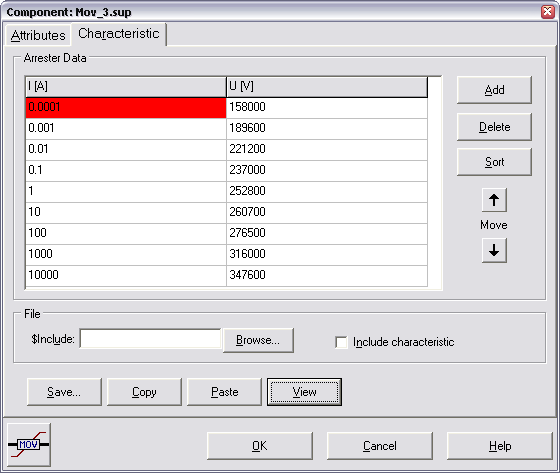 Component: Mov_3.sup
Attributes Characteristic
Arrester Data
I [A] U [V]
0.0001 158000
0.001 189600
0.01 221200
0.1 237000
1 252800
10 260700
100 276500
1000 316000
10000 347600
Add
Delete
Sort
Move
File
$Include: Browse... Include characteristic
Save... Copy Paste View
MOV OK Cancel Help